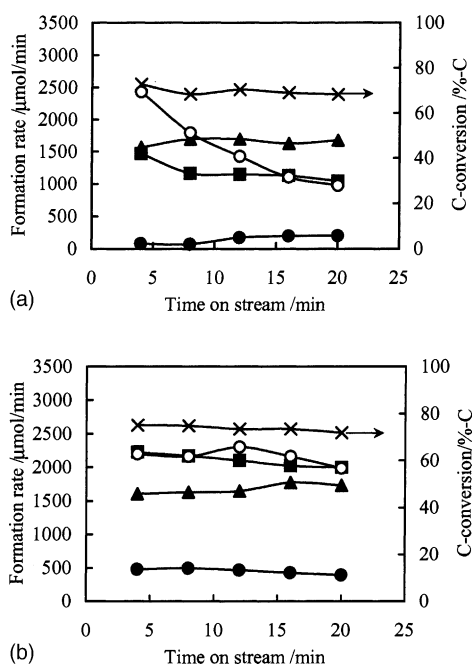 3500
3000
2500
2000
1500
1000
500
0
Formation rate /μmol/min
100
80
60
40
20
0
C-conversion /%-C
0 5 10 15 20 25
Time on stream /min
(a)
3500
3000
2500
2000
1500
1000
500
0
Formation rate /μmol/min
100
80
60
40
20
0
C-conversion/%-C
0 5 10 15 20 25
Time on stream /min
(b)